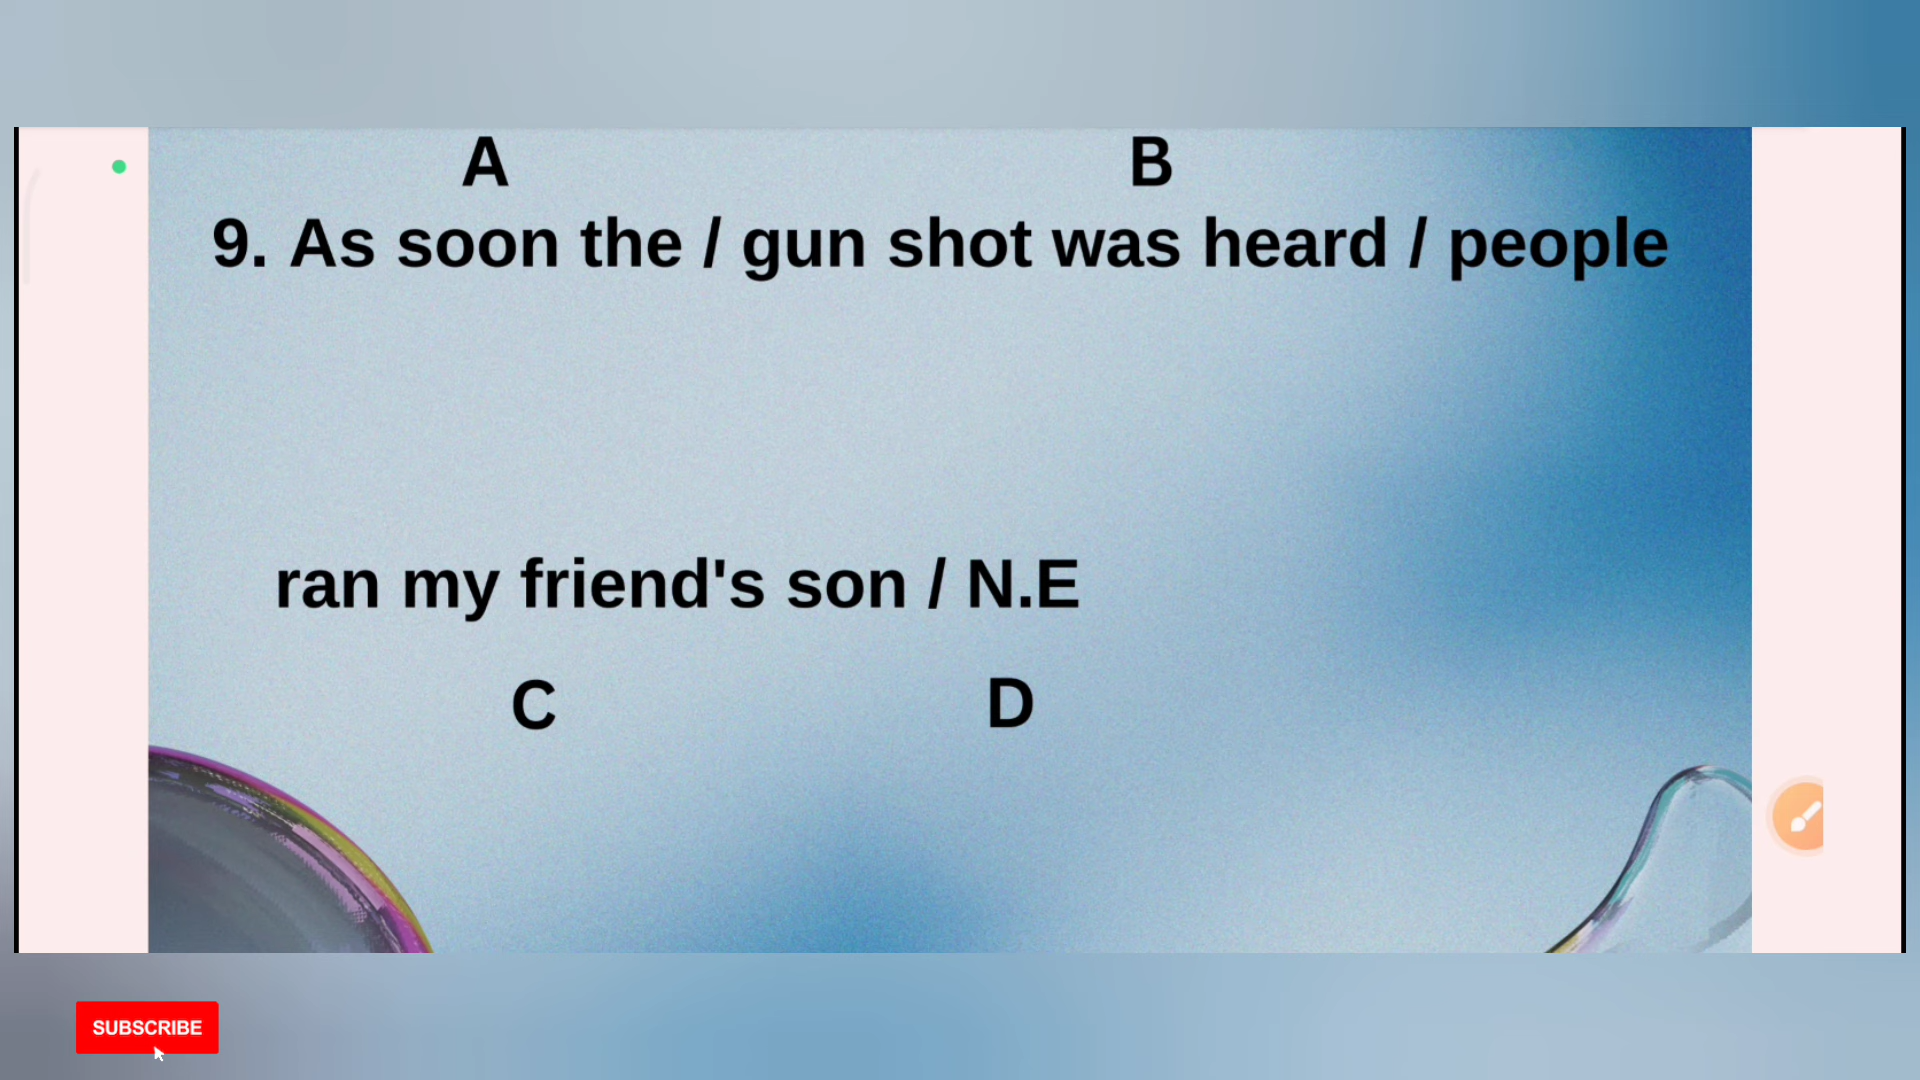 A B
9. As soon the / gun shot was heard / people
ran my friend's son / N.E
C D
SUBSCRIBE